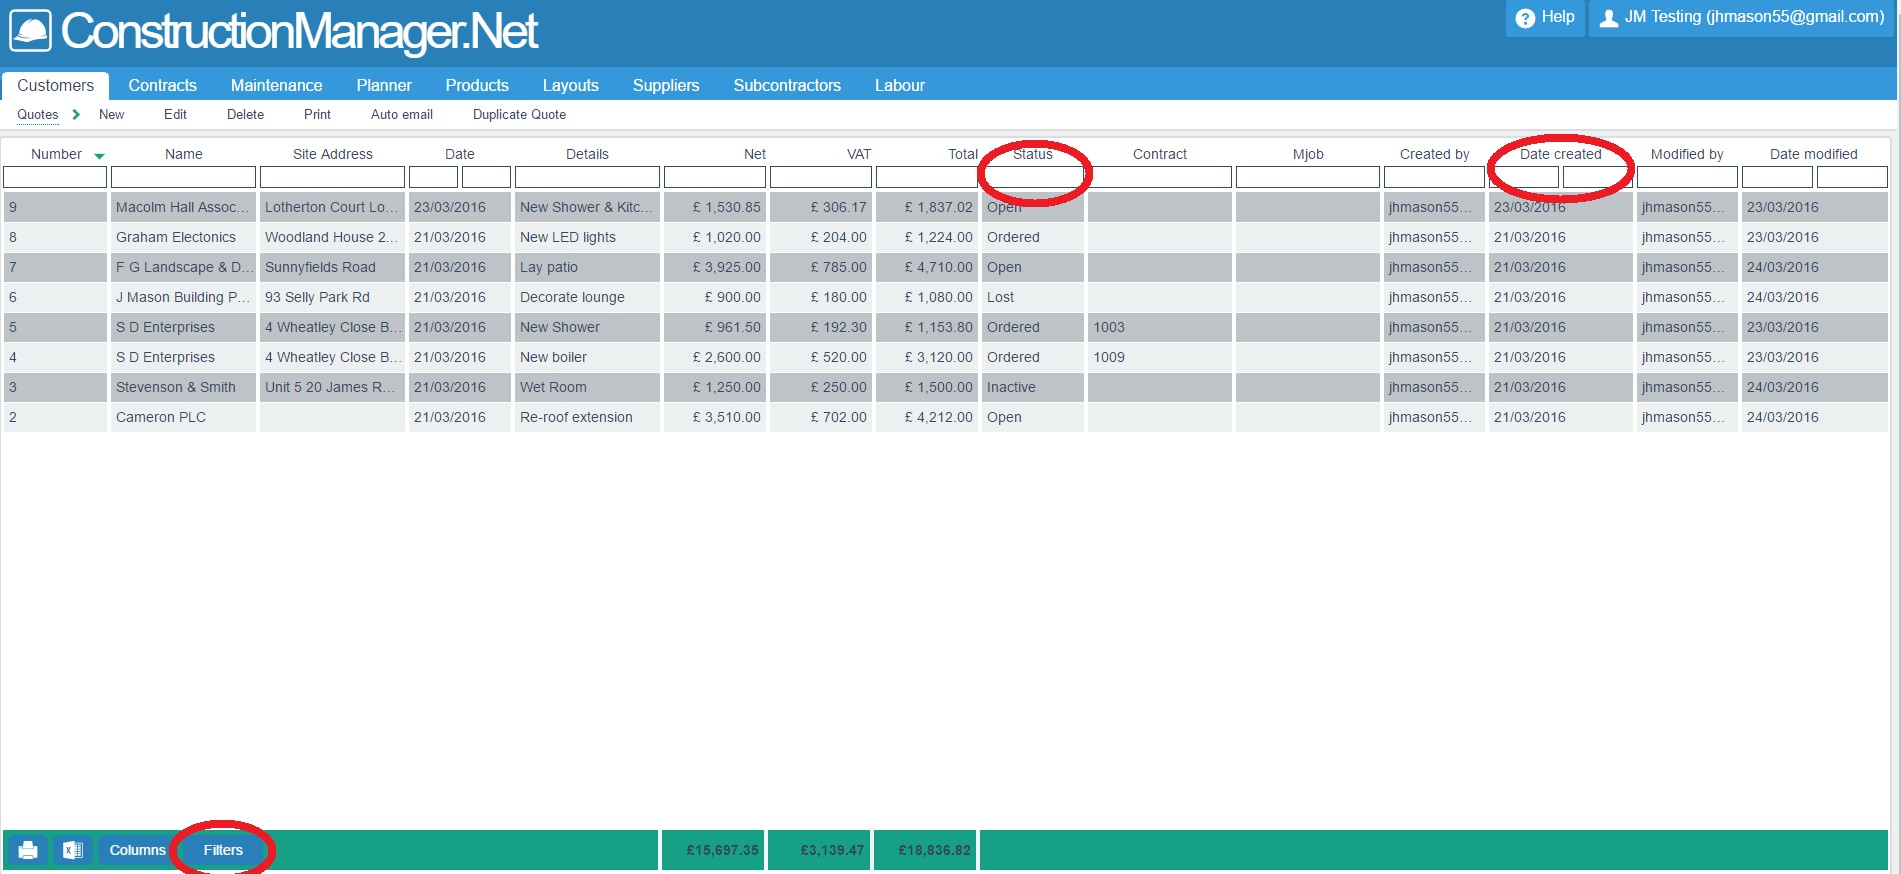 ConstructionManager.Net
Help JM Testing (jhmason55@gmail.com)
Customers Contracts Maintenance Planner Products Layouts Suppliers Subcontractors Labour
Quotes New Edit Delete Print Auto email Duplicate Quote
Number Name Site Address Date Details Net VAT Total Status Contract Mjob Created by Date created Modified by Date modified
9 Macolm Hall Assoc... Lotherton Court Lo... 23/03/2016 New Shower & Kitc... £ 1,530.85 £ 306.17 £ 1,837.02 Open jhmason55... 23/03/2016 jhmason55... 23/03/2016
8 Graham Electonics Woodland House 2... 21/03/2016 New LED lights £ 1,020.00 £ 204.00 £ 1,224.00 Ordered jhmason55... 21/03/2016 jhmason55... 23/03/2016
7 F G Landscape & D... Sunnyfields Road 21/03/2016 Lay patio £ 3,925.00 £ 785.00 £ 4,710.00 Open jhmason55... 21/03/2016 jhmason55... 24/03/2016
6 J Mason Building P... 93 Selly Park Rd 21/03/2016 Decorate lounge £ 900.00 £ 180.00 £ 1,080.00 Lost jhmason55... 21/03/2016 jhmason55... 24/03/2016
5 S D Enterprises 4 Wheatley Close B... 21/03/2016 New Shower £ 961.50 £ 192.30 £ 1,153.80 Ordered 1003 jhmason55... 21/03/2016 jhmason55... 23/03/2016
4 S D Enterprises 4 Wheatley Close B... 21/03/2016 New boiler £ 2,600.00 £ 520.00 £ 3,120.00 Ordered 1009 jhmason55... 21/03/2016 jhmason55... 23/03/2016
3 Stevenson & Smith Unit 5 20 James R... 21/03/2016 Wet Room £ 1,250.00 £ 250.00 £ 1,500.00 Inactive jhmason55... 21/03/2016 jhmason55... 24/03/2016
2 Cameron PLC 21/03/2016 Re-roof extension £ 3,510.00 £ 702.00 £ 4,212.00 Open jhmason55... 21/03/2016 jhmason55... 24/03/2016
Columns Filters £15,697.35 £3,139.47 £18,836.82